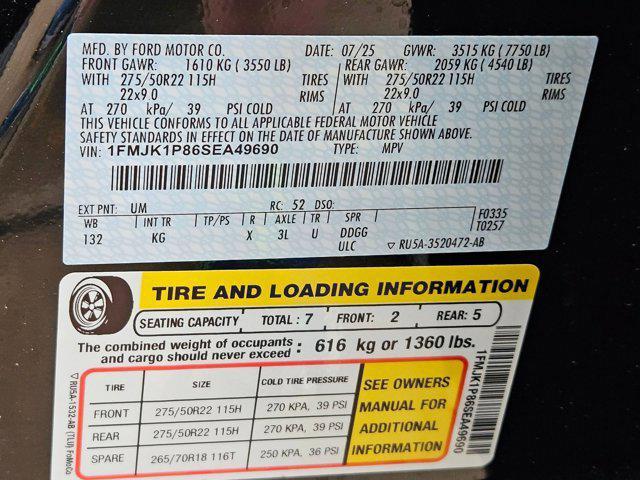 MFD. BY FORD MOTOR CO. DATE: 07/25 GVWR: 3515 KG (7750 LB)
FRONT GAWR: 1610 KG (3550 LB) REAR GAWR: 2059 KG (4540 LB)
WITH 275/50R22 115H TIRES WITH 275/50R22 115H TIRES
22x9.0 RIMS 22x9.0 RIMS
AT 270 kPa/ 39 PSI COLD AT 270 kPa/ 39 PSI COLD
THIS VEHICLE CONFORMS TO ALL APPLICABLE FEDERAL MOTOR VEHICLE
SAFETY STANDARDS IN EFFECT ON THE DATE OF MANUFACTURE SHOWN ABOVE.
VIN: 1FMJK1P86SEA49690 TYPE: MPV
EXT PNT: UM RC: 52 DSO:
WB INT TR TP/PS R AXLE TR SPR F0335
132 KG X 3L U DDGG T0257
ULC ▽ RU5A-3520472-AB
TIRE AND LOADING INFORMATION
SEATING CAPACITY TOTAL: 7 FRONT: 2 REAR: 5
The combined weight of occupants
and cargo should never exceed : 616 kg or 1360 lbs.
TIRE SIZE COLD TIRE PRESSURE
FRONT 275/50R22 115H 270 KPA, 39 PSI
REAR 275/50R22 115H 270 KPA, 39 PSI
SPARE 265/70R18 116T 250 KPA, 36 PSI
SEE OWNERS
MANUAL FOR
ADDITIONAL
INFORMATION
1FMJK1P86SEA49690
▽ RU5A-1532-AB (TLU) FoMoCo